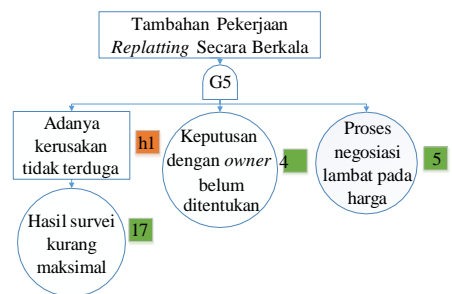 Tambahan Pekerjaan
Replatting Secara Berkala
G5
Adanya
kerusakan
tidak terduga
h1
Keputusan
dengan owner
belum
ditentukan
4
Proses
negosiasi
lambat pada
harga
5
Hasil survei
kurang
maksimal
17